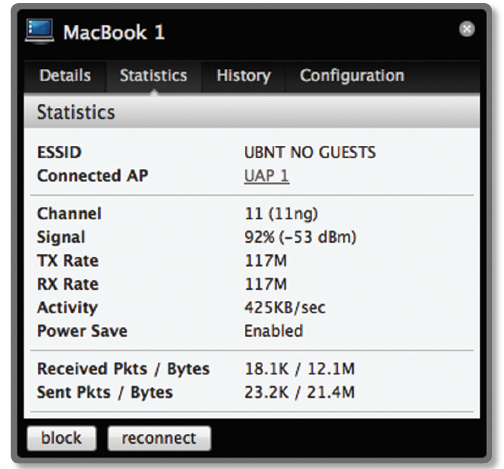 MacBook 1
Details Statistics History Configuration
Statistics
ESSID UBNT NO GUESTS
Connected AP UAP 1
Channel 11 (11ng)
Signal 92% (-53 dBm)
TX Rate 117M
RX Rate 117M
Activity 425KB/sec
Power Save Enabled
Received Pkts / Bytes 18.1K / 12.1M
Sent Pkts / Bytes 23.2K / 21.4M
block reconnect